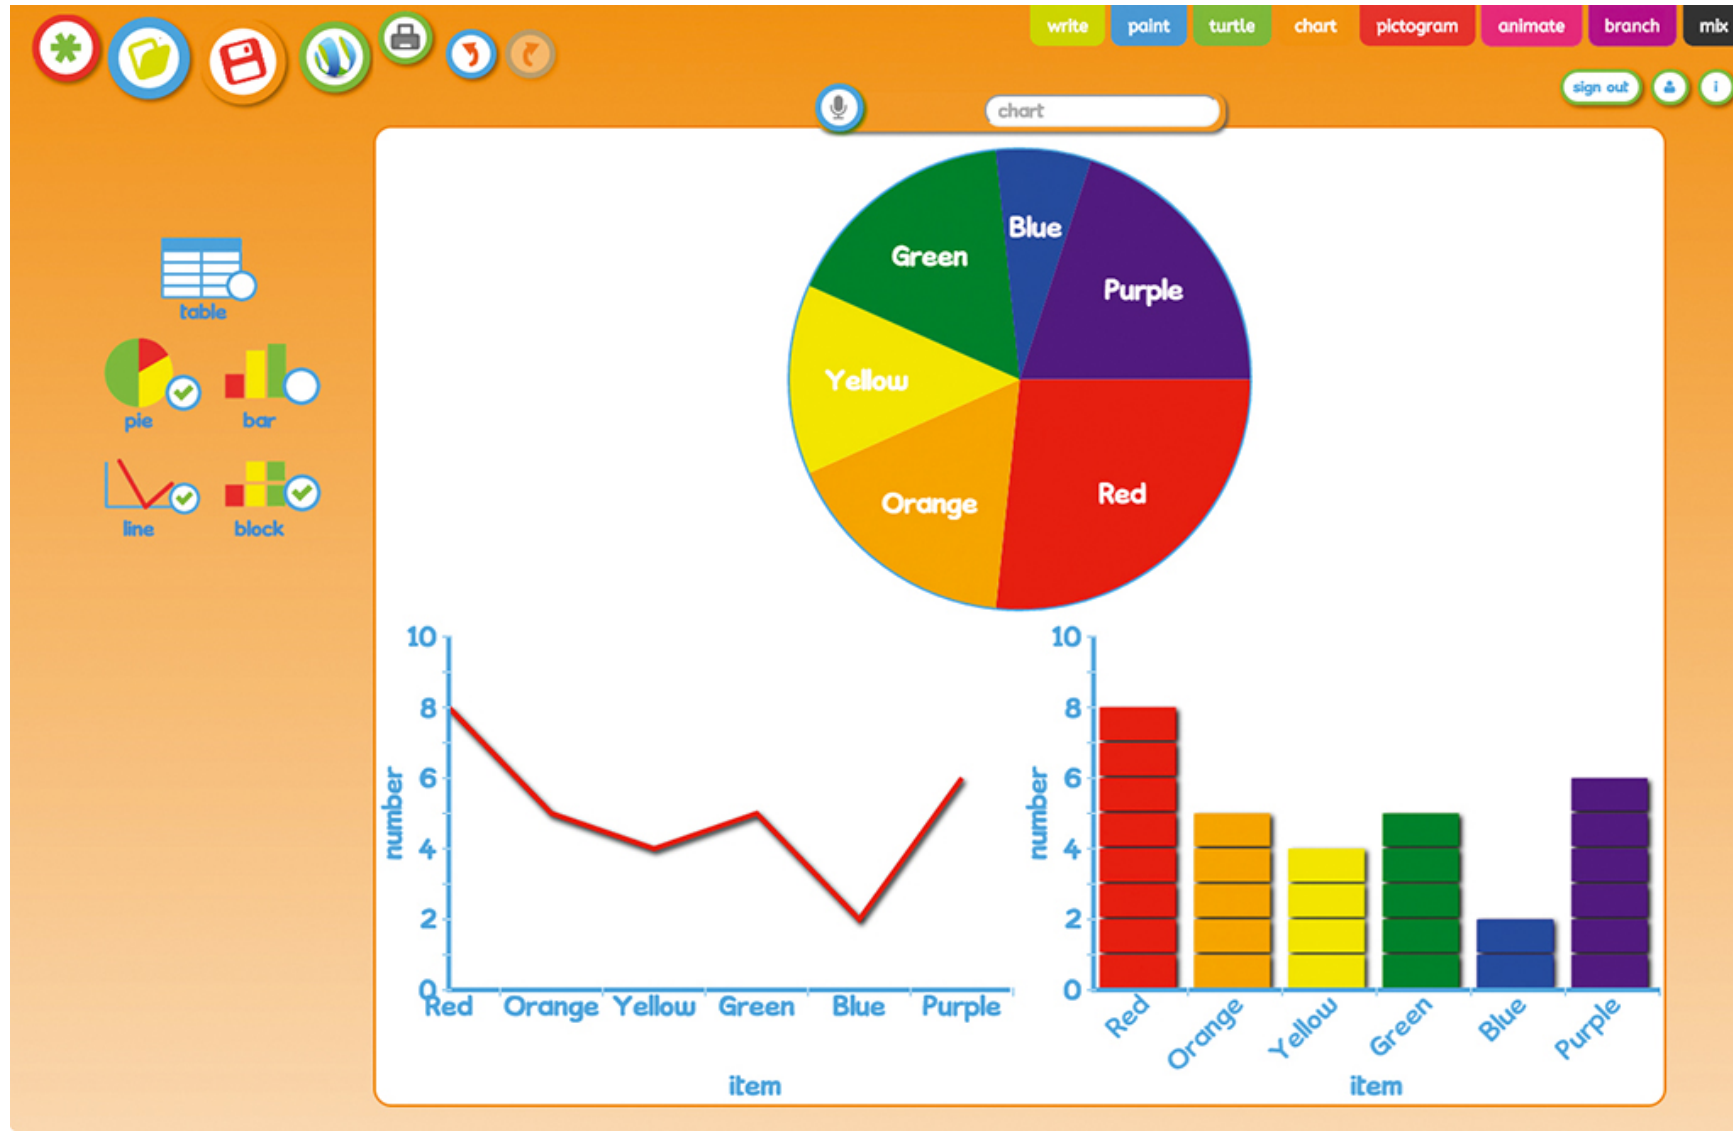 write paint turtle chart pictogram animate branch mix
sign out i
chart
table
pie bar
line block
Green
Blue
Purple
Yellow
Orange
Red
10
8
6
4
2
0
number
Red Orange Yellow Green Blue Purple
item
10
8
6
4
2
0
number
Red Orange Yellow Green Blue Purple
item